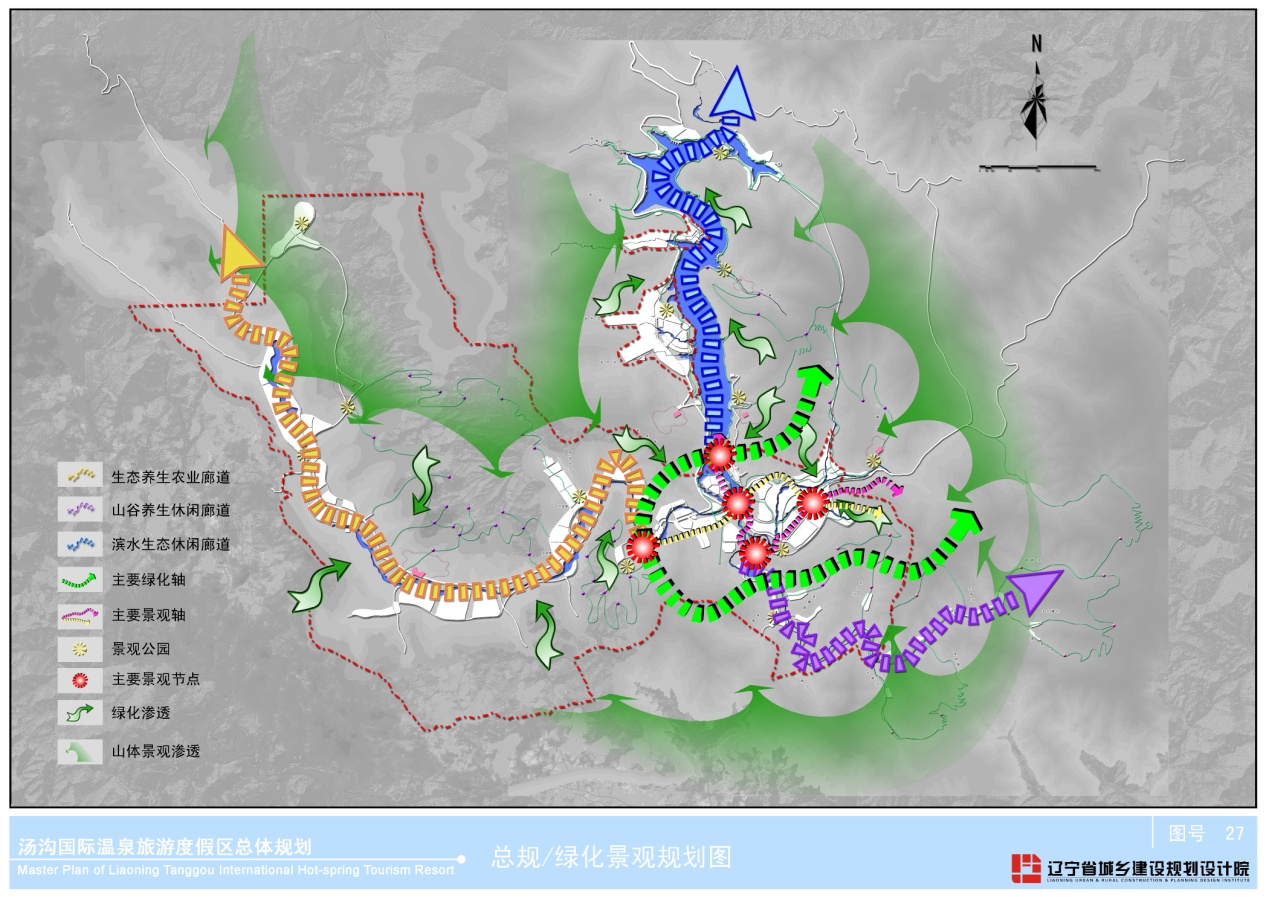 N
生态养生农业廊道
山谷养生休闲廊道
滨水生态休闲廊道
主要绿化轴
主要景观轴
景观公园
主要景观节点
绿化渗透
山体景观渗透
汤沟国际温泉旅游度假区总体规划
Master Plan of Liaoning Tanggou International Hot-spring Tourism Resort
总规/绿化景观规划图
图号 27
辽宁省城乡建设规划设计院
LIAONING URBAN & RURAL CONSTRUCTION & PLANNING DESIGN INSTITUTE